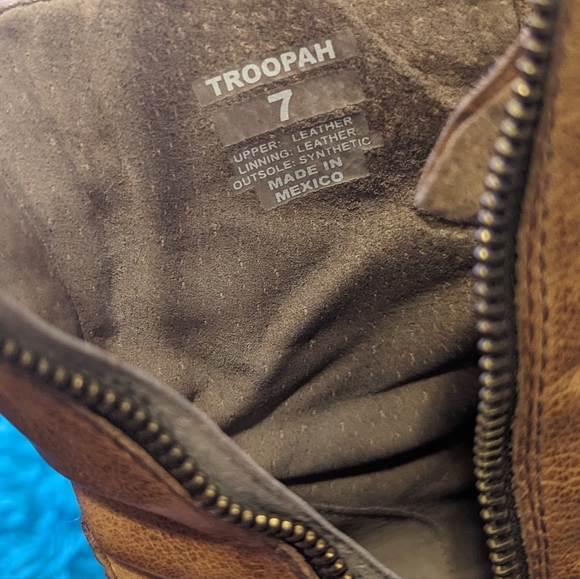 TROOPAH
7
UPPER: LEATHER
LINNING: LEATHER
OUTSOLE: SYNTHETIC
MADE IN
MEXICO